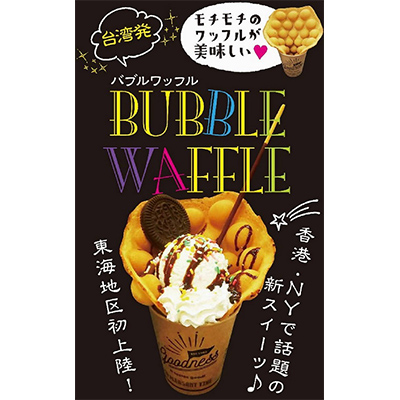 台湾発
モチモチの
ワッフルが
美味しい♥
バブルワッフル
BUBBLE
WAFFLE
香港・NYで話題の
新スイーツ♪
東海地区初上陸！
Goodness